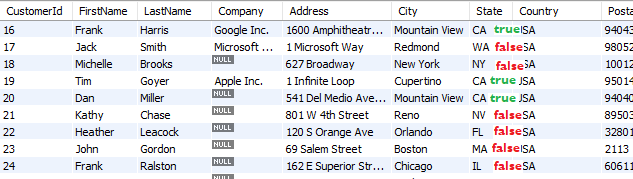 CustomerId FirstName LastName Company Address City State Country Posta
16 Frank Harris Google Inc. 1600 Amphitheatr... Mountain View CA true JSA 94043
17 Jack Smith Microsoft ... 1 Microsoft Way Redmond WA false SA 98052
18 Michelle Brooks NULL 627 Broadway New York NY false SA 10012
19 Tim Goyer Apple Inc. 1 Infinite Loop Cupertino CA true JSA 95014
20 Dan Miller NULL 541 Del Medio Ave... Mountain View CA true JSA 94040
21 Kathy Chase NULL 801 W 4th Street Reno NV false SA 89503
22 Heather Leacock NULL 120 S Orange Ave Orlando FL false SA 32801
23 John Gordon NULL 69 Salem Street Boston MA false SA 2113
24 Frank Ralston NULL 162 E Superior Str... Chicago IL false SA 60611